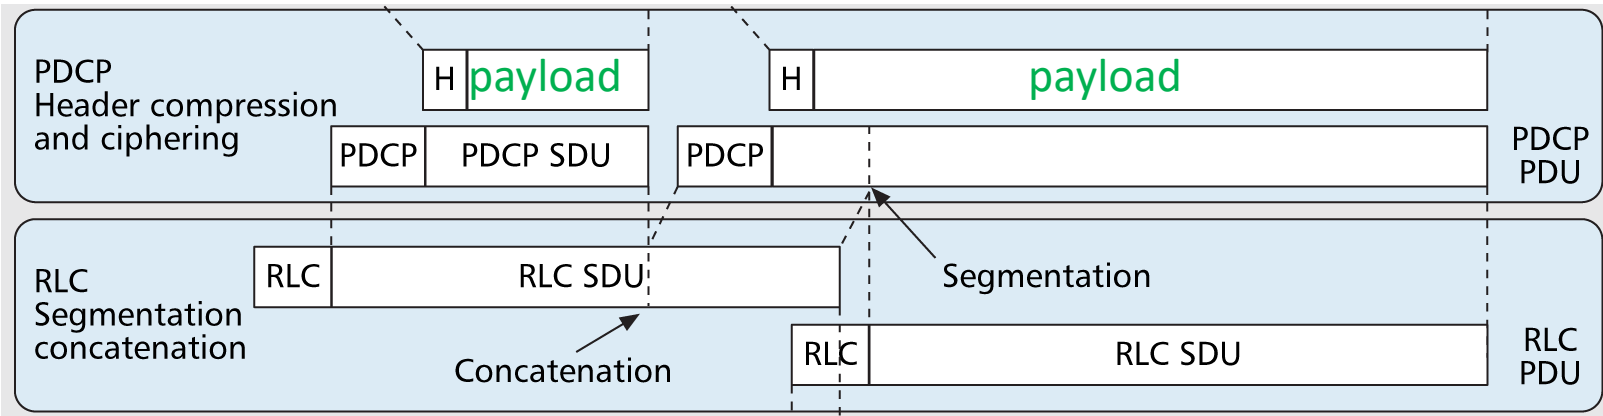 H payload H payload
PDCP
Header compression
and ciphering
PDCP PDCP SDU PDCP
PDCP
PDU
RLC RLC SDU
Segmentation
RLC
Segmentation
concatenation
Concatenation
RLC RLC SDU
RLC
PDU